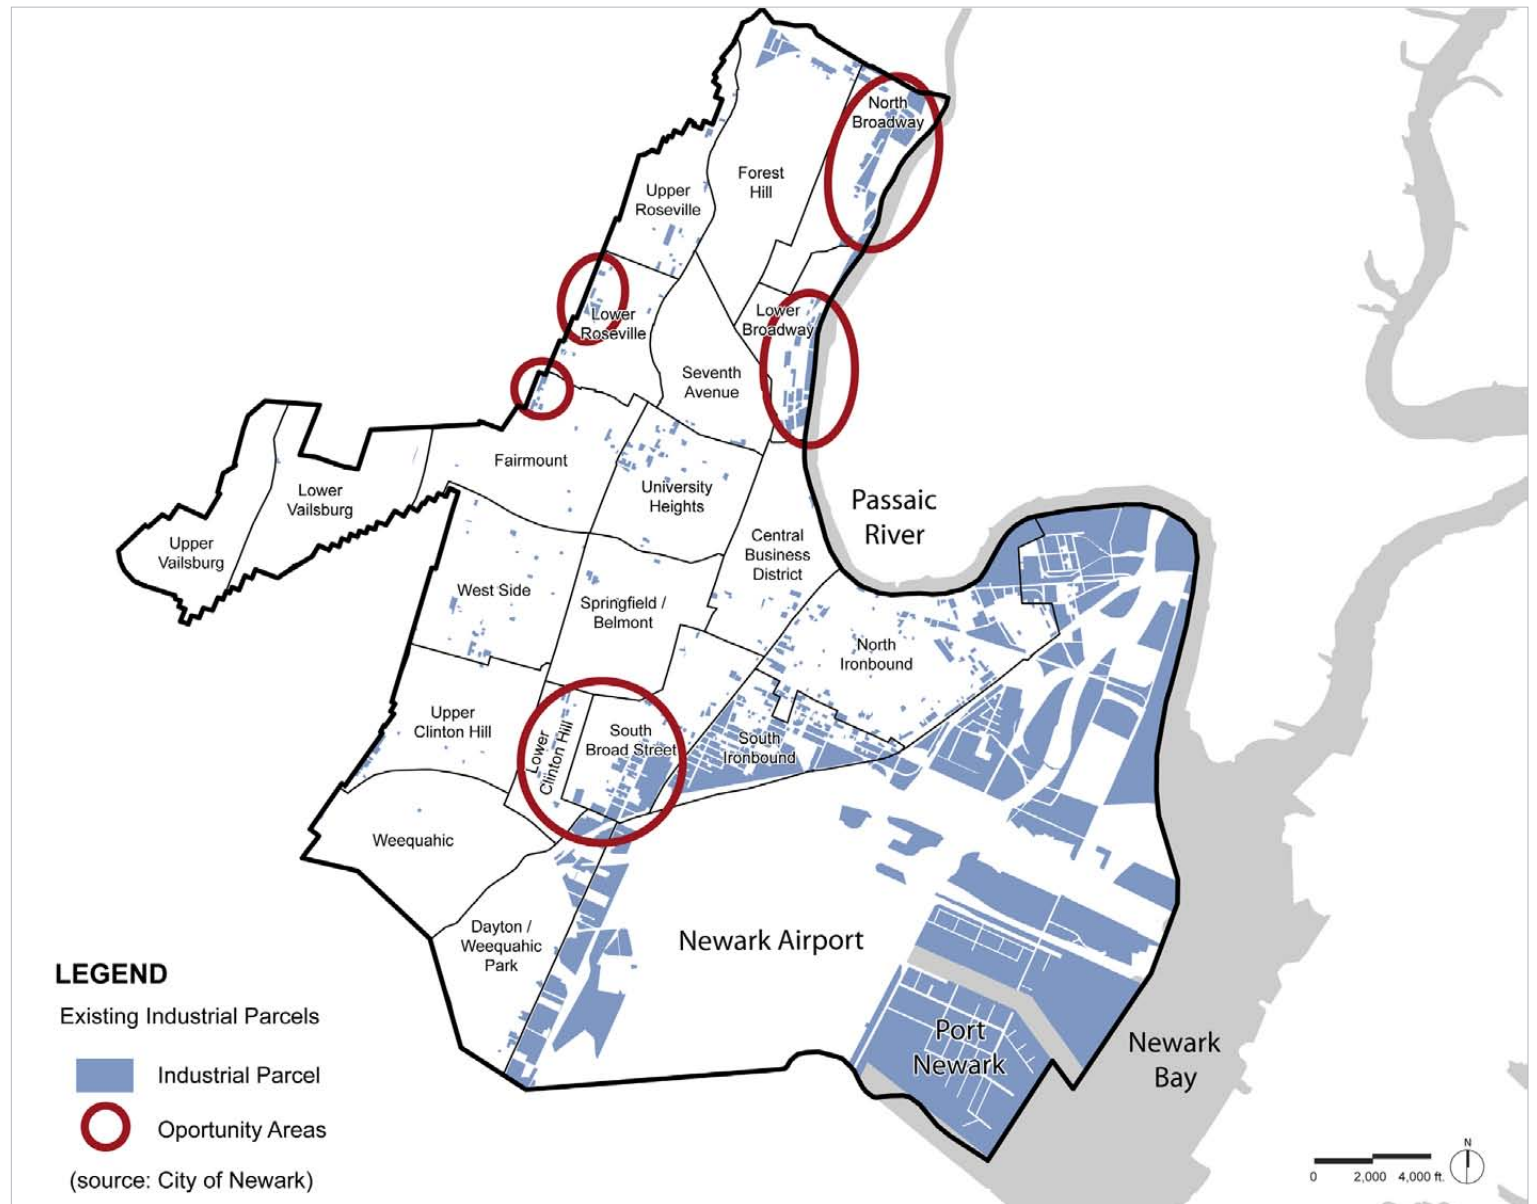 North
Broadway
Forest
Hill
Upper
Roseville
Lower
Roseville
Lower
Broadway
Seventh
Avenue
Fairmount
Lower
Vailsburg
Upper
Vailsburg
University
Heights
Passaic
River
Central
Business
District
West Side
Springfield /
Belmont
North
Ironbound
Upper
Clinton Hill
Lower
Clinton Hill
South
Broad Street
South
Ironbound
Weequahic
Dayton /
Weequahic
Park
Newark Airport
Port
Newark
Newark
Bay
LEGEND
Existing Industrial Parcels
Industrial Parcel
Oportunity Areas
(source: City of Newark)
0 2,000 4,000 ft.
N